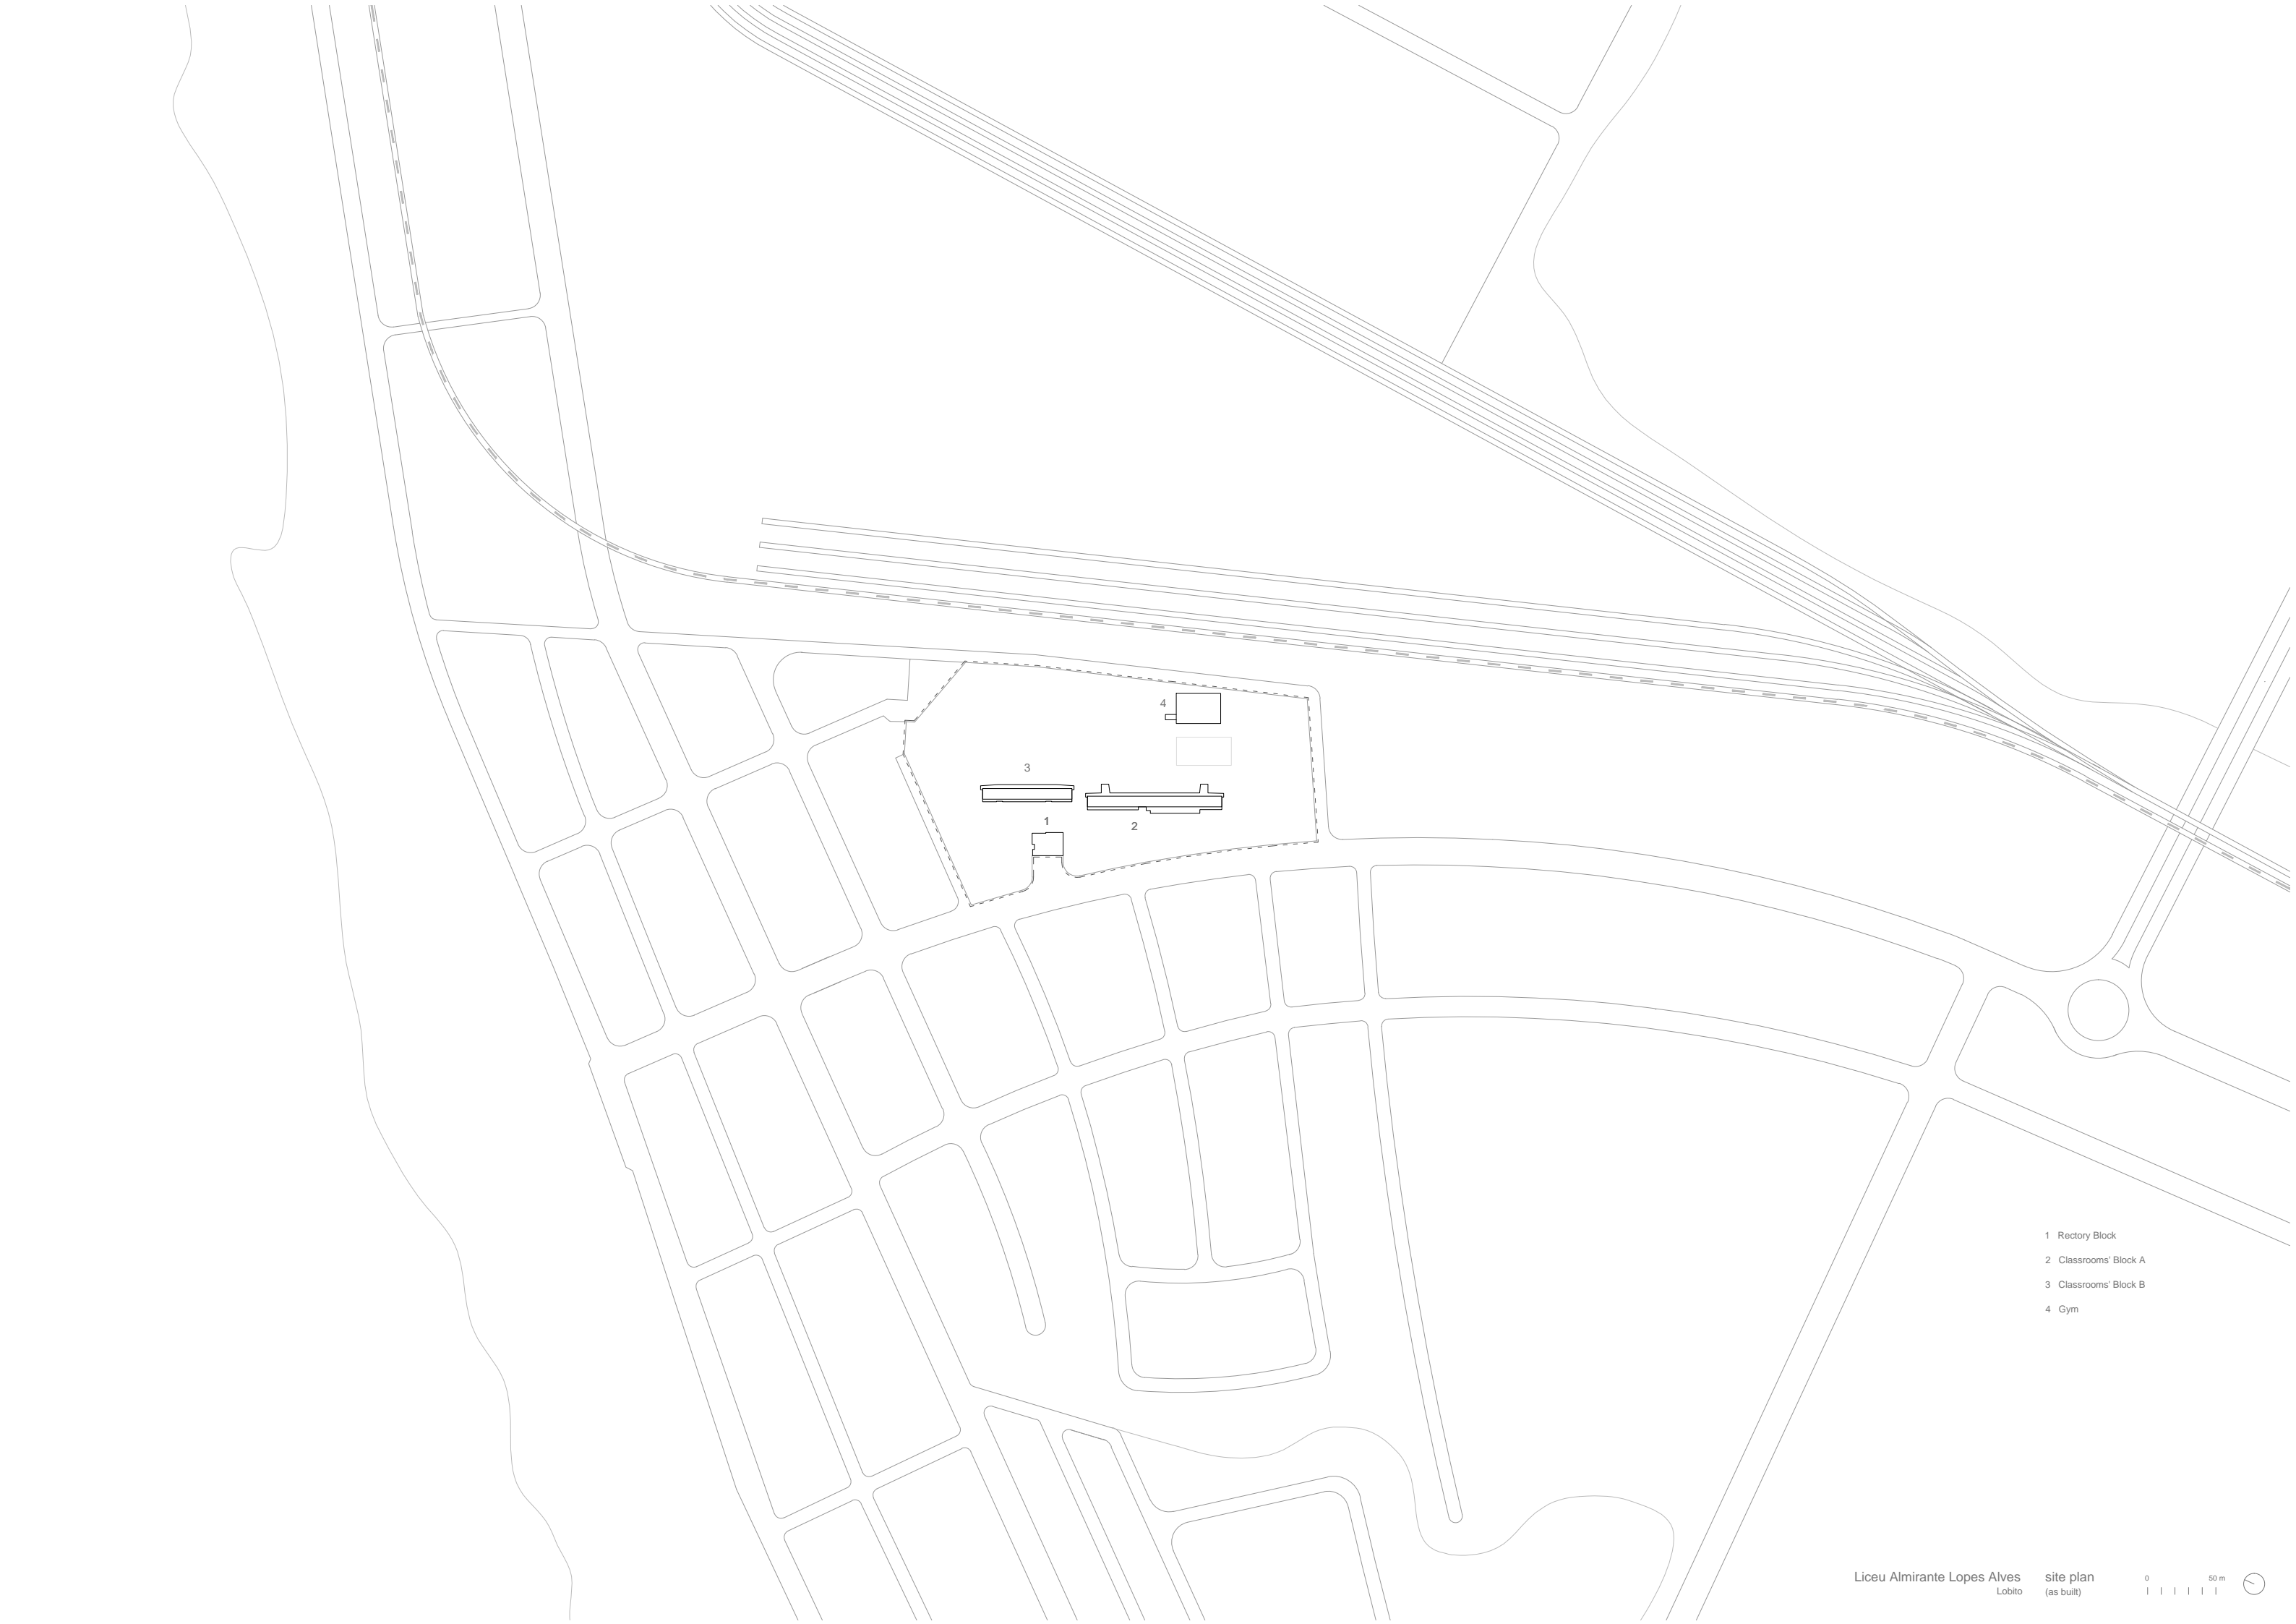 4
3
1
2
1 Rectory Block
2 Classrooms' Block A
3 Classrooms' Block B
4 Gym
Liceu Almirante Lopes Alves site plan 0 50 m
Lobito (as built)